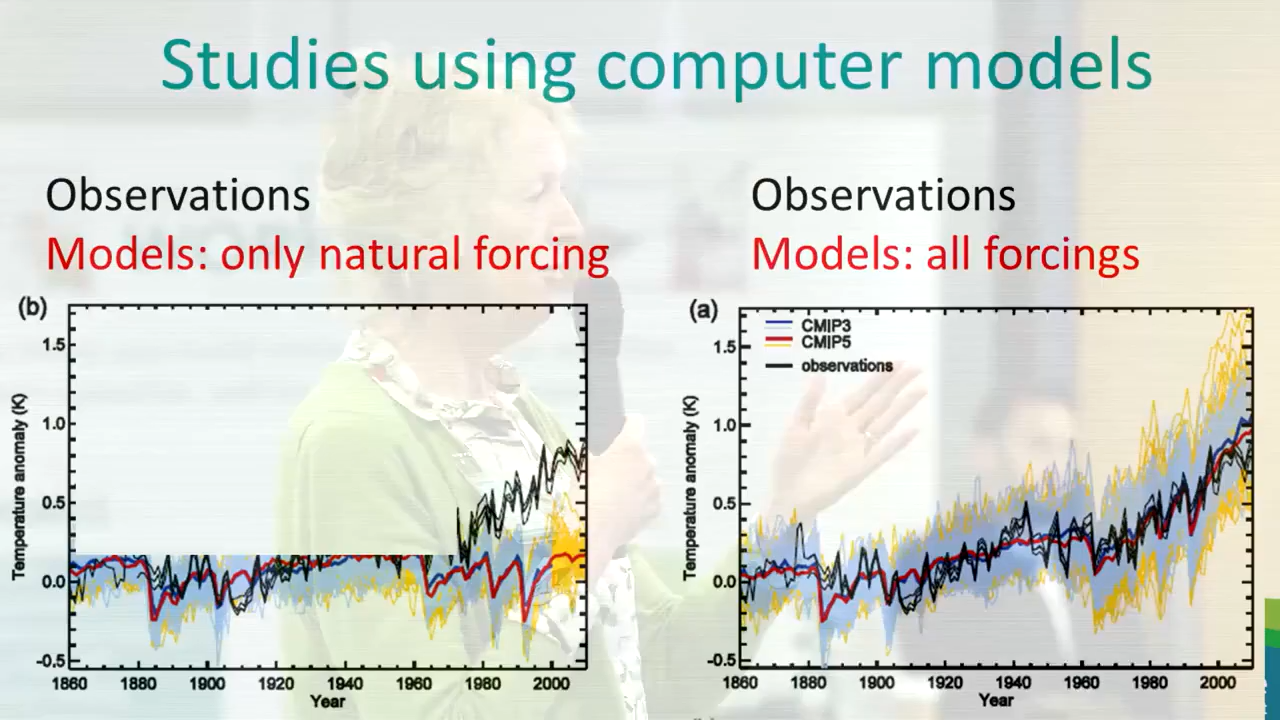 Studies using computer models
Observations
Models: only natural forcing
Observations
Models: all forcings
(b)
1.5
1.0
0.5
0.0
-0.5
Temperature anomaly (K)
1860 1880 1900 1920 1940 1960 1980 2000
Year
(a)
CMIP3
CMIP5
observations
1.5
1.0
0.5
0.0
-0.5
Temperature anomaly (K)
1860 1880 1900 1920 1940 1960 1980 2000
Year